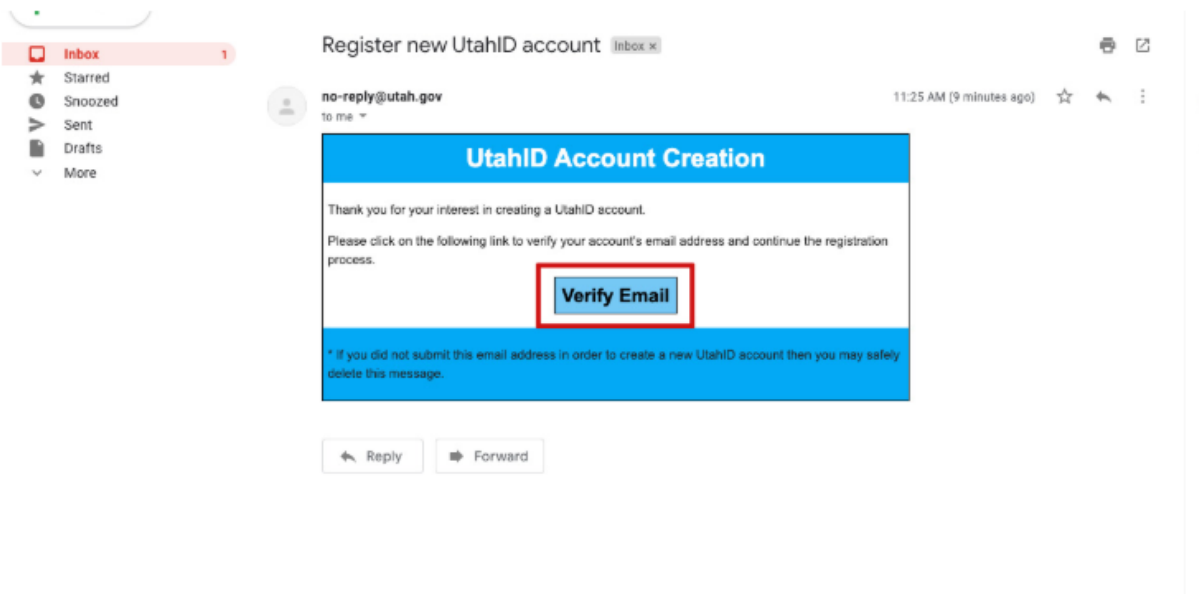 Register new UtahID account Inbox ×
Inbox 1
Starred
Snoozed
Sent
Drafts
More
no-reply@utah.gov 11:25 AM (9 minutes ago)
to me
UtahID Account Creation
Thank you for your interest in creating a UtahID account.
Please click on the following link to verify your account's email address and continue the registration
process.
Verify Email
* If you did not submit this email address in order to create a new UtahID account then you may safely
delete this message.
Reply Forward